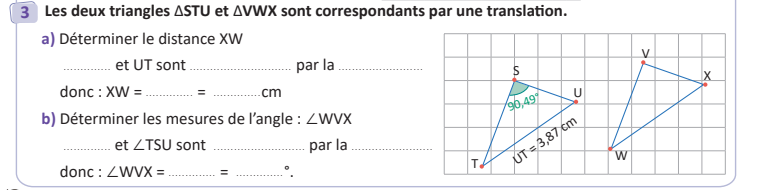 3 Les deux triangles ∆STU et ∆VWX sont correspondants par une translation.
a) Déterminer le distance XW
............. et UT sont ............................ par la .......................
donc : XW = ............. = .............cm
b) Déterminer les mesures de l'angle : ∠WVX
............. et ∠TSU sont ............................ par la .......................
donc : ∠WVX = ............. = .............°.
S
U
T
90,49°
UT = 3,87 cm
V
X
W